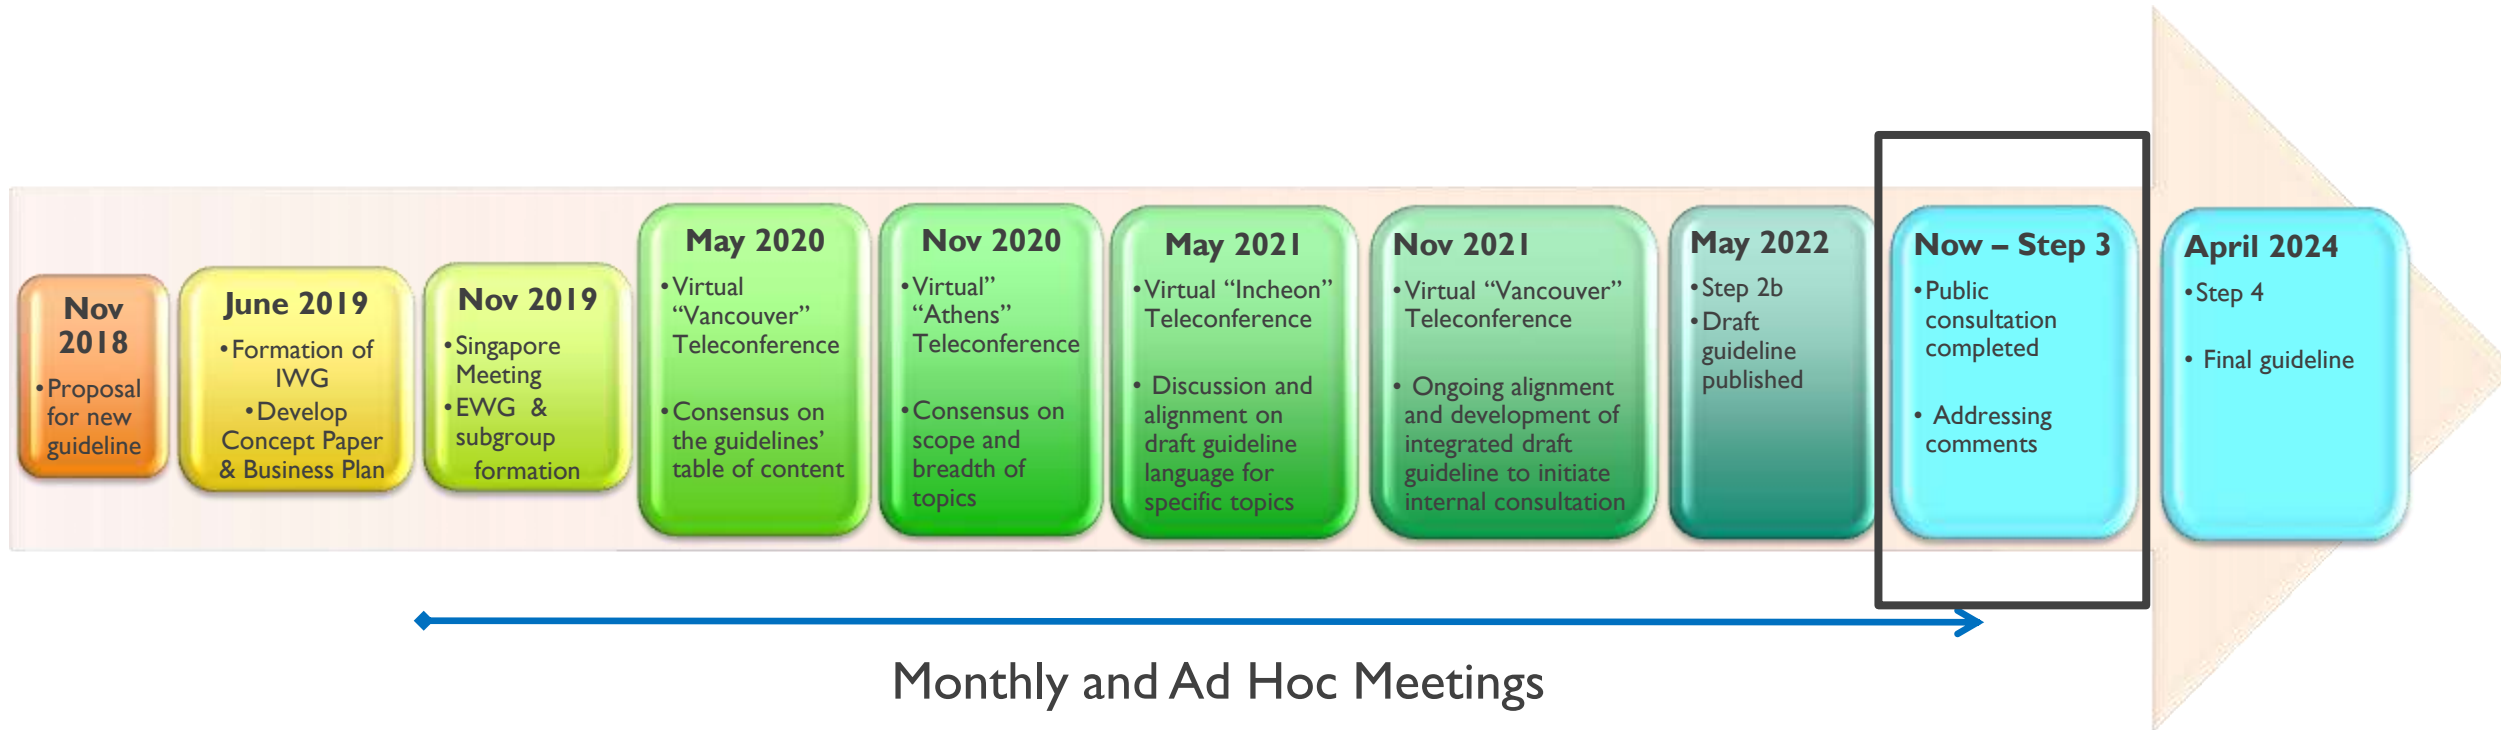 Nov
2018
•Proposal
for new
guideline
June 2019
•Formation of
IWG
•Develop
Concept Paper
& Business Plan
Nov 2019
•Singapore
Meeting
•EWG &
subgroup
formation
May 2020
•Virtual
“Vancouver”
Teleconference
•Consensus on
the guidelines’
table of content
Nov 2020
•Virtual”
“Athens”
Teleconference
•Consensus on
scope and
breadth of
topics
May 2021
•Virtual “Incheon”
Teleconference
• Discussion and
alignment on
draft guideline
language for
specific topics
Nov 2021
•Virtual “Vancouver”
Teleconference
• Ongoing alignment
and development of
integrated draft
guideline to initiate
internal consultation
May 2022
•Step 2b
•Draft
guideline
published
Now – Step 3
•Public
consultation
completed
• Addressing
comments
April 2024
•Step 4
• Final guideline
Monthly and Ad Hoc Meetings